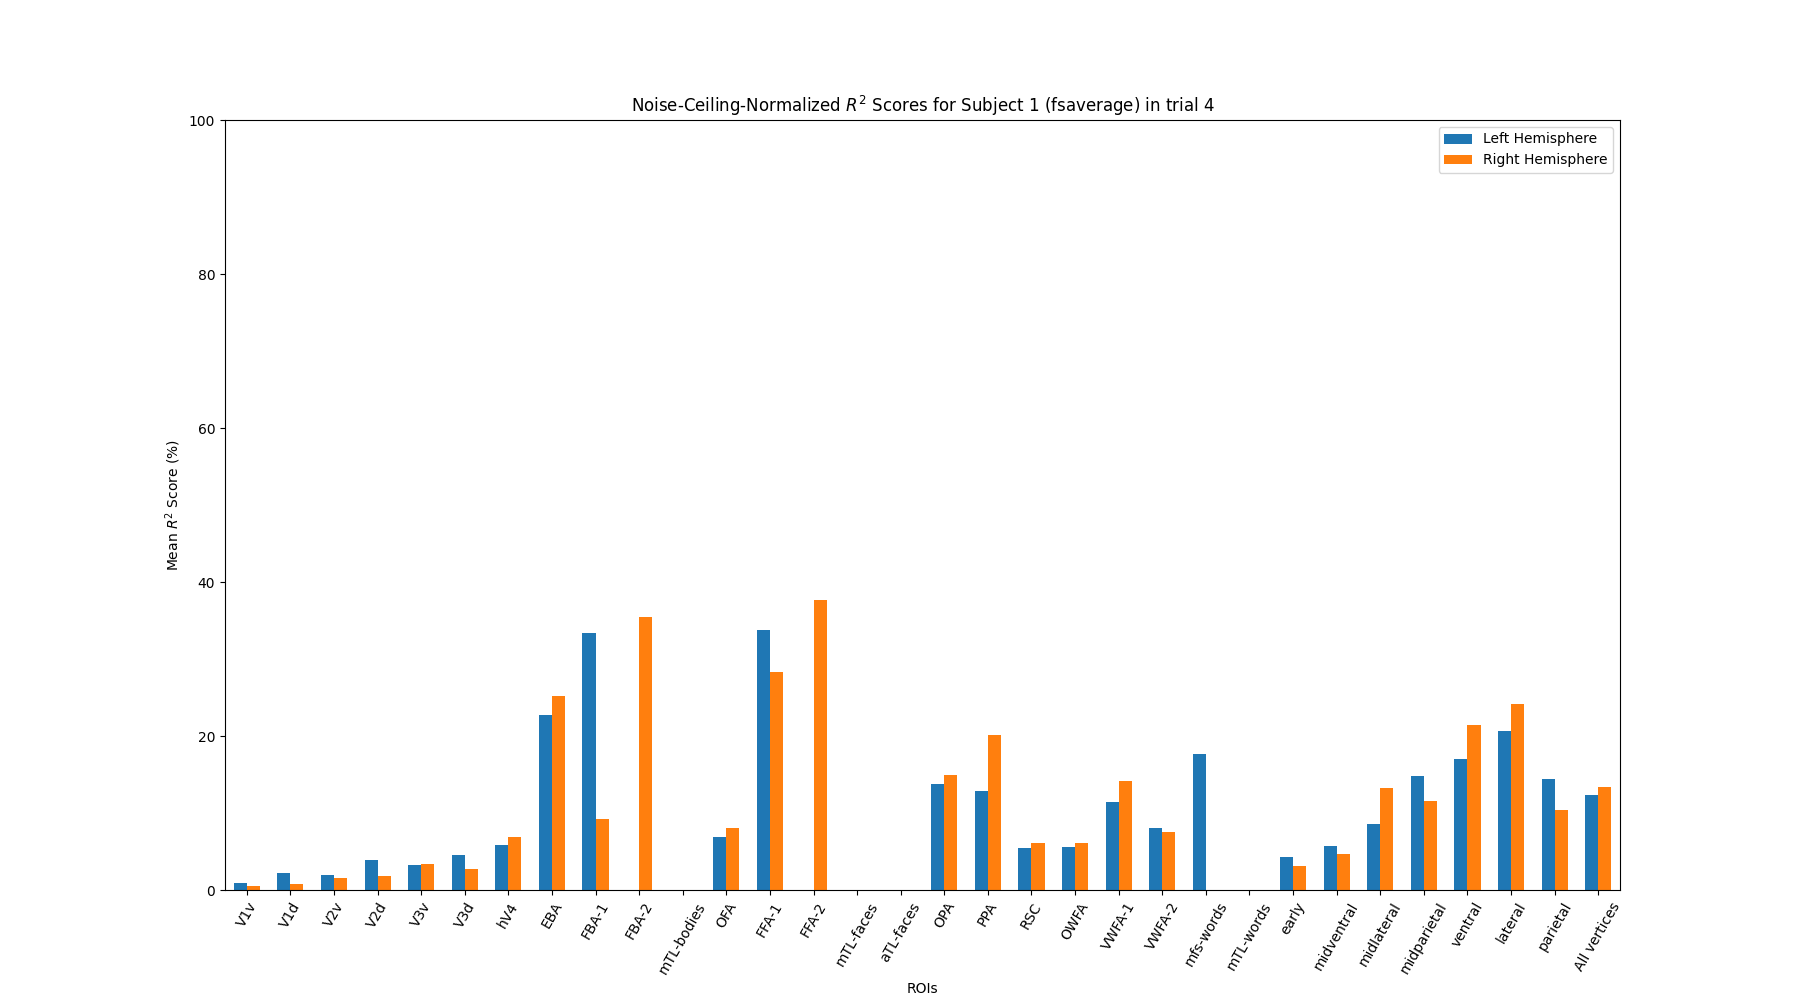 Noise-Ceiling-Normalized R² Scores for Subject 1 (fsaverage) in trial 4
Left Hemisphere
Right Hemisphere
Mean R² Score (%)
100
80
60
40
20
0
V1v
V1d
V2v
V2d
V3v
V3d
hV4
EBA
FBA-1
FBA-2
mTL-bodies
OFA
FFA-1
FFA-2
mTL-faces
aTL-faces
OPA
PPA
RSC
OWFA
VWFA-1
VWFA-2
mfs-words
mTL-words
early
midventral
midlateral
midparietal
ventral
lateral
parietal
All vertices
ROIs